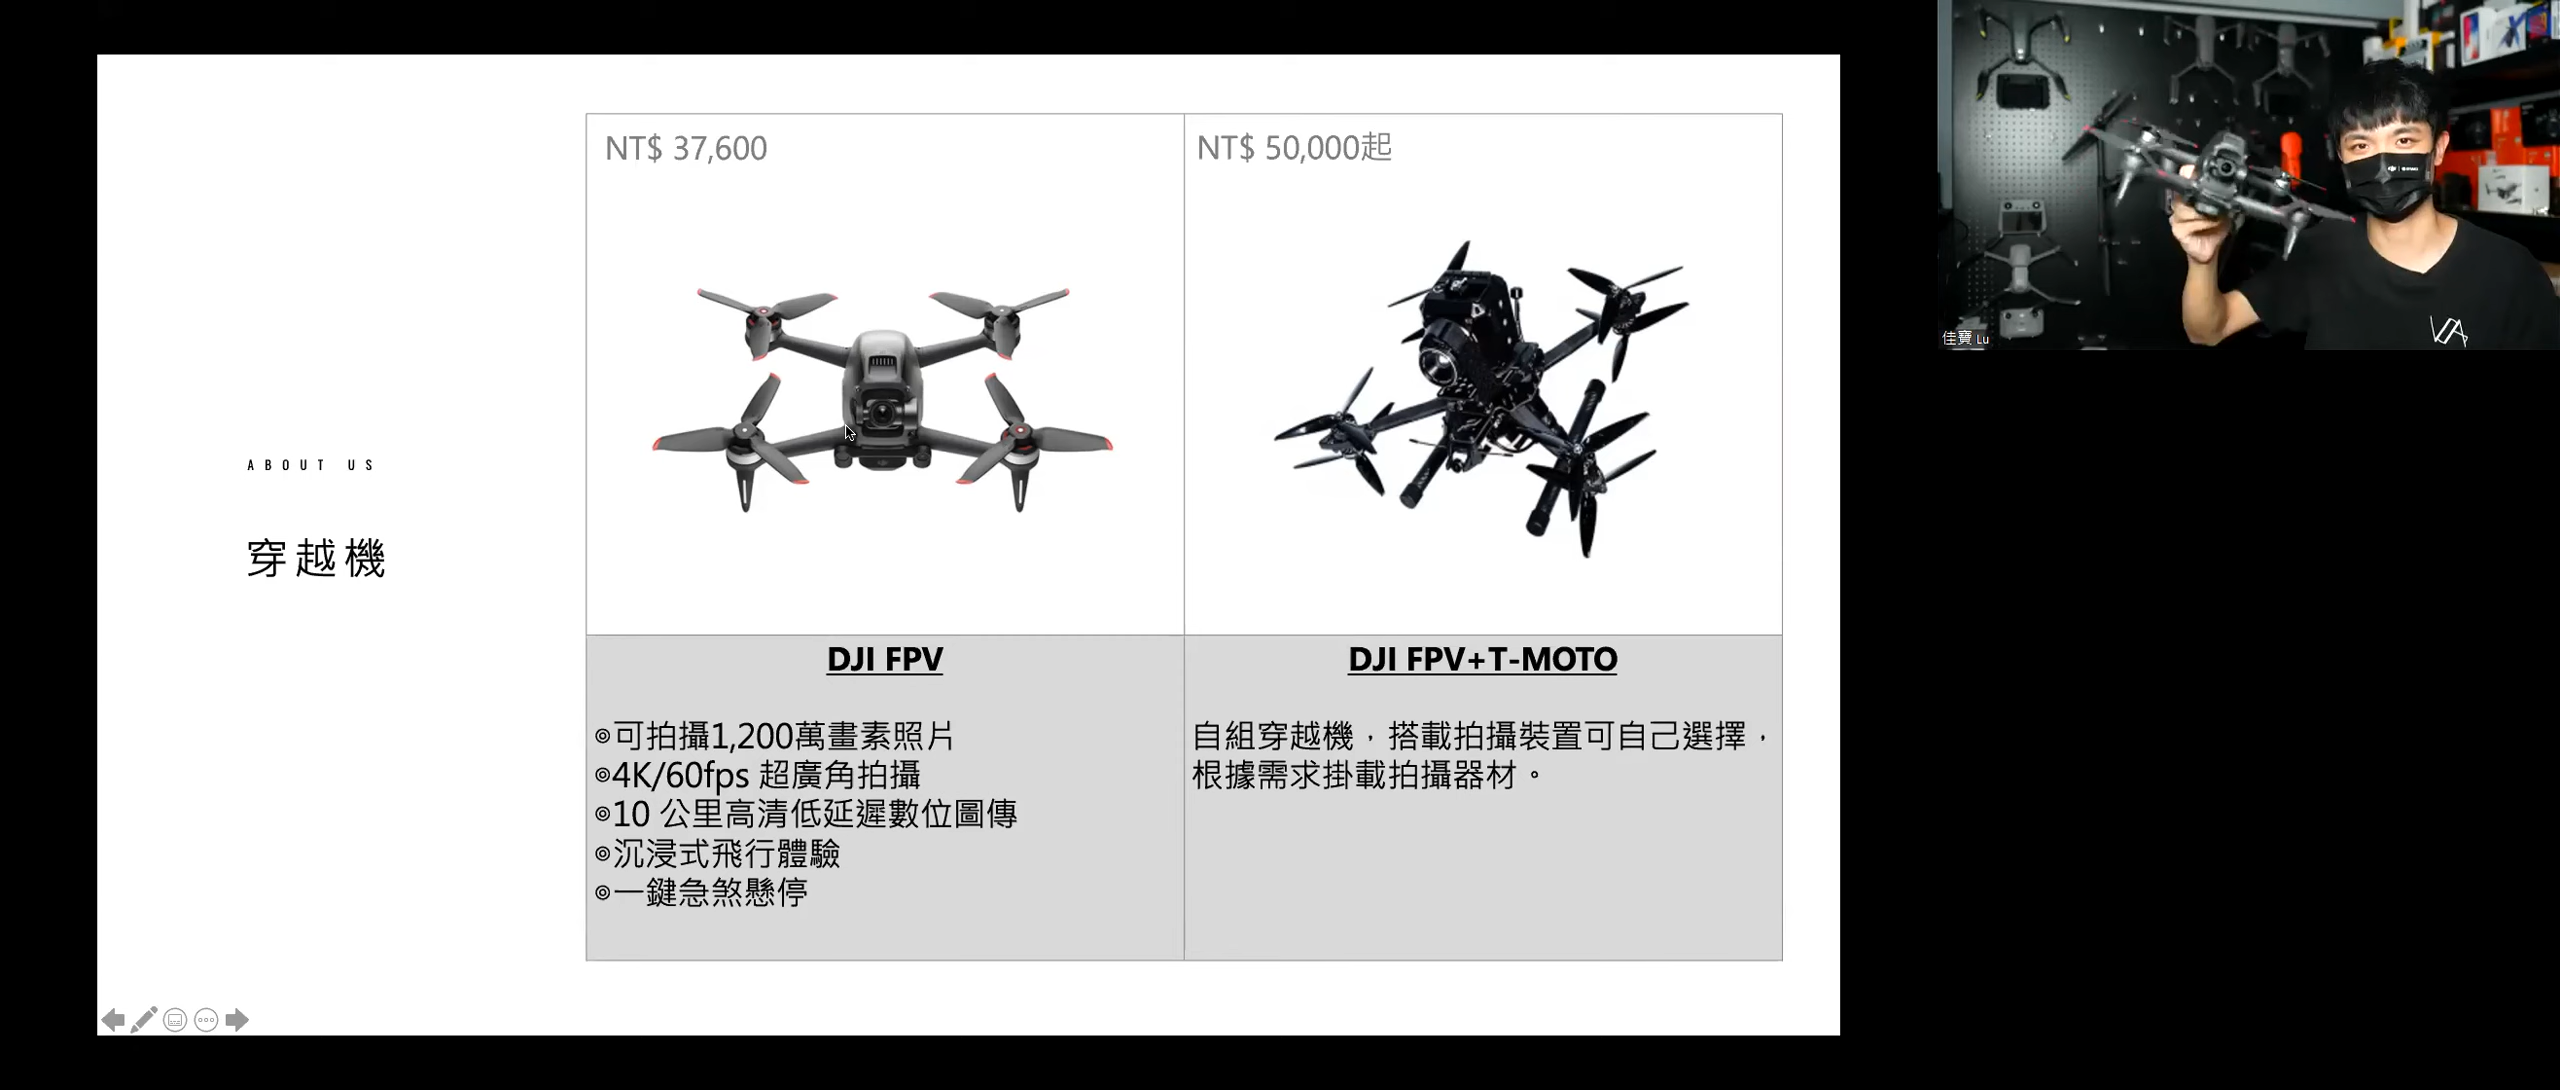 ABOUT US
穿越機
NT$ 37,600
NT$ 50,000起
DJI FPV
◎可拍攝1,200萬畫素照片
◎4K/60fps 超廣角拍攝
◎10 公里高清低延遲數位圖傳
◎沉浸式飛行體驗
◎一鍵急煞懸停
DJI FPV+T-MOTO
自組穿越機，搭載拍攝裝置可自己選擇，
根據需求掛載拍攝器材。
佳寶 Lu